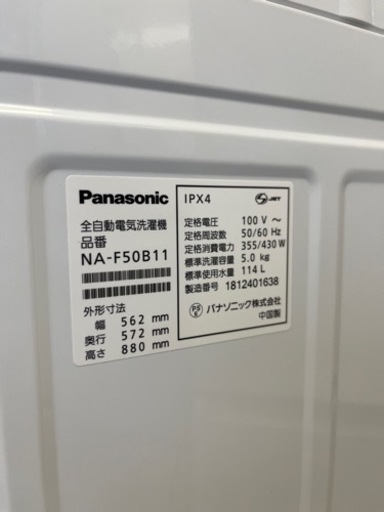 Panasonic
全自動電気洗濯機
品番
NA-F50B11
外形寸法
幅 562 mm
奥行 572 mm
高さ 880 mm
IPX4
JET
定格電圧 100 V ～
定格周波数 50/60 Hz
定格消費電力 355/430 W
標準洗濯容量 5.0 kg
標準使用水量 114 L
製造番号 1812401638
PS
E
パナソニック株式会社
中国製